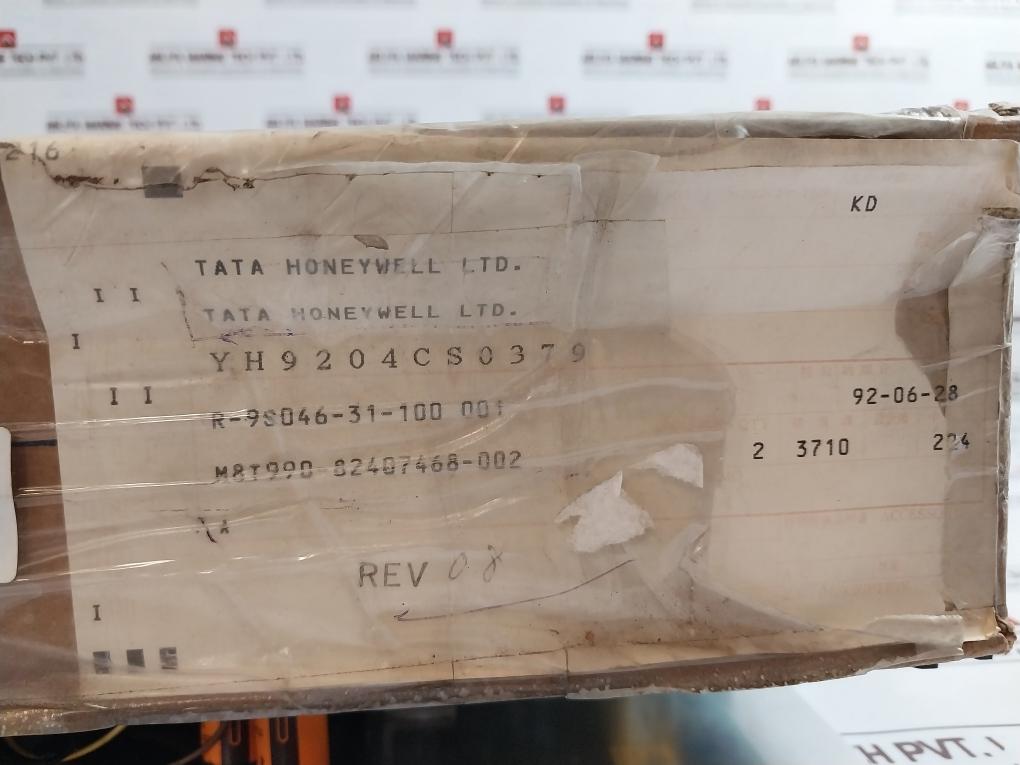 216
KD
TATA HONEYWELL LTD.
I I
TATA HONEYWELL LTD.
I
YH9204CS0379
I I
92-06-28
R-9S046-31-100 001
2 3710 224
M8T990 82407468-002
REV 08
I
H PVT. I